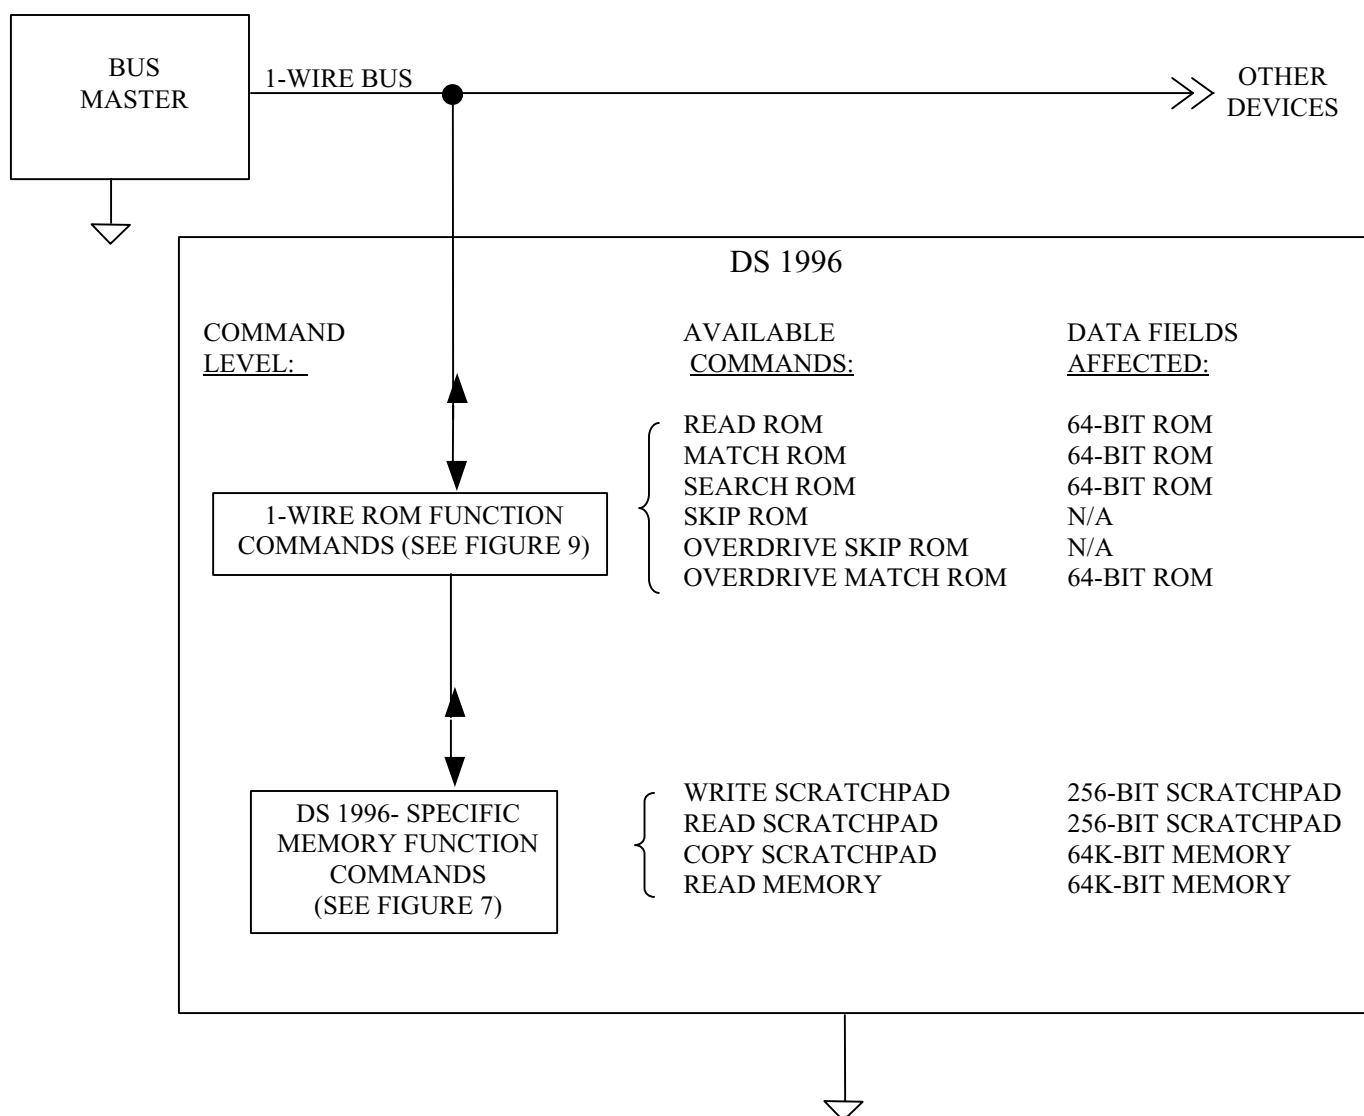 BUS
MASTER
1-WIRE BUS
OTHER
DEVICES
DS 1996
COMMAND
LEVEL:
AVAILABLE
COMMANDS:
DATA FIELDS
AFFECTED:
READ ROM 64-BIT ROM
MATCH ROM 64-BIT ROM
SEARCH ROM 64-BIT ROM
SKIP ROM N/A
OVERDRIVE SKIP ROM N/A
OVERDRIVE MATCH ROM 64-BIT ROM
1-WIRE ROM FUNCTION
COMMANDS (SEE FIGURE 9)
WRITE SCRATCHPAD 256-BIT SCRATCHPAD
READ SCRATCHPAD 256-BIT SCRATCHPAD
COPY SCRATCHPAD 64K-BIT MEMORY
READ MEMORY 64K-BIT MEMORY
DS 1996- SPECIFIC
MEMORY FUNCTION
COMMANDS
(SEE FIGURE 7)